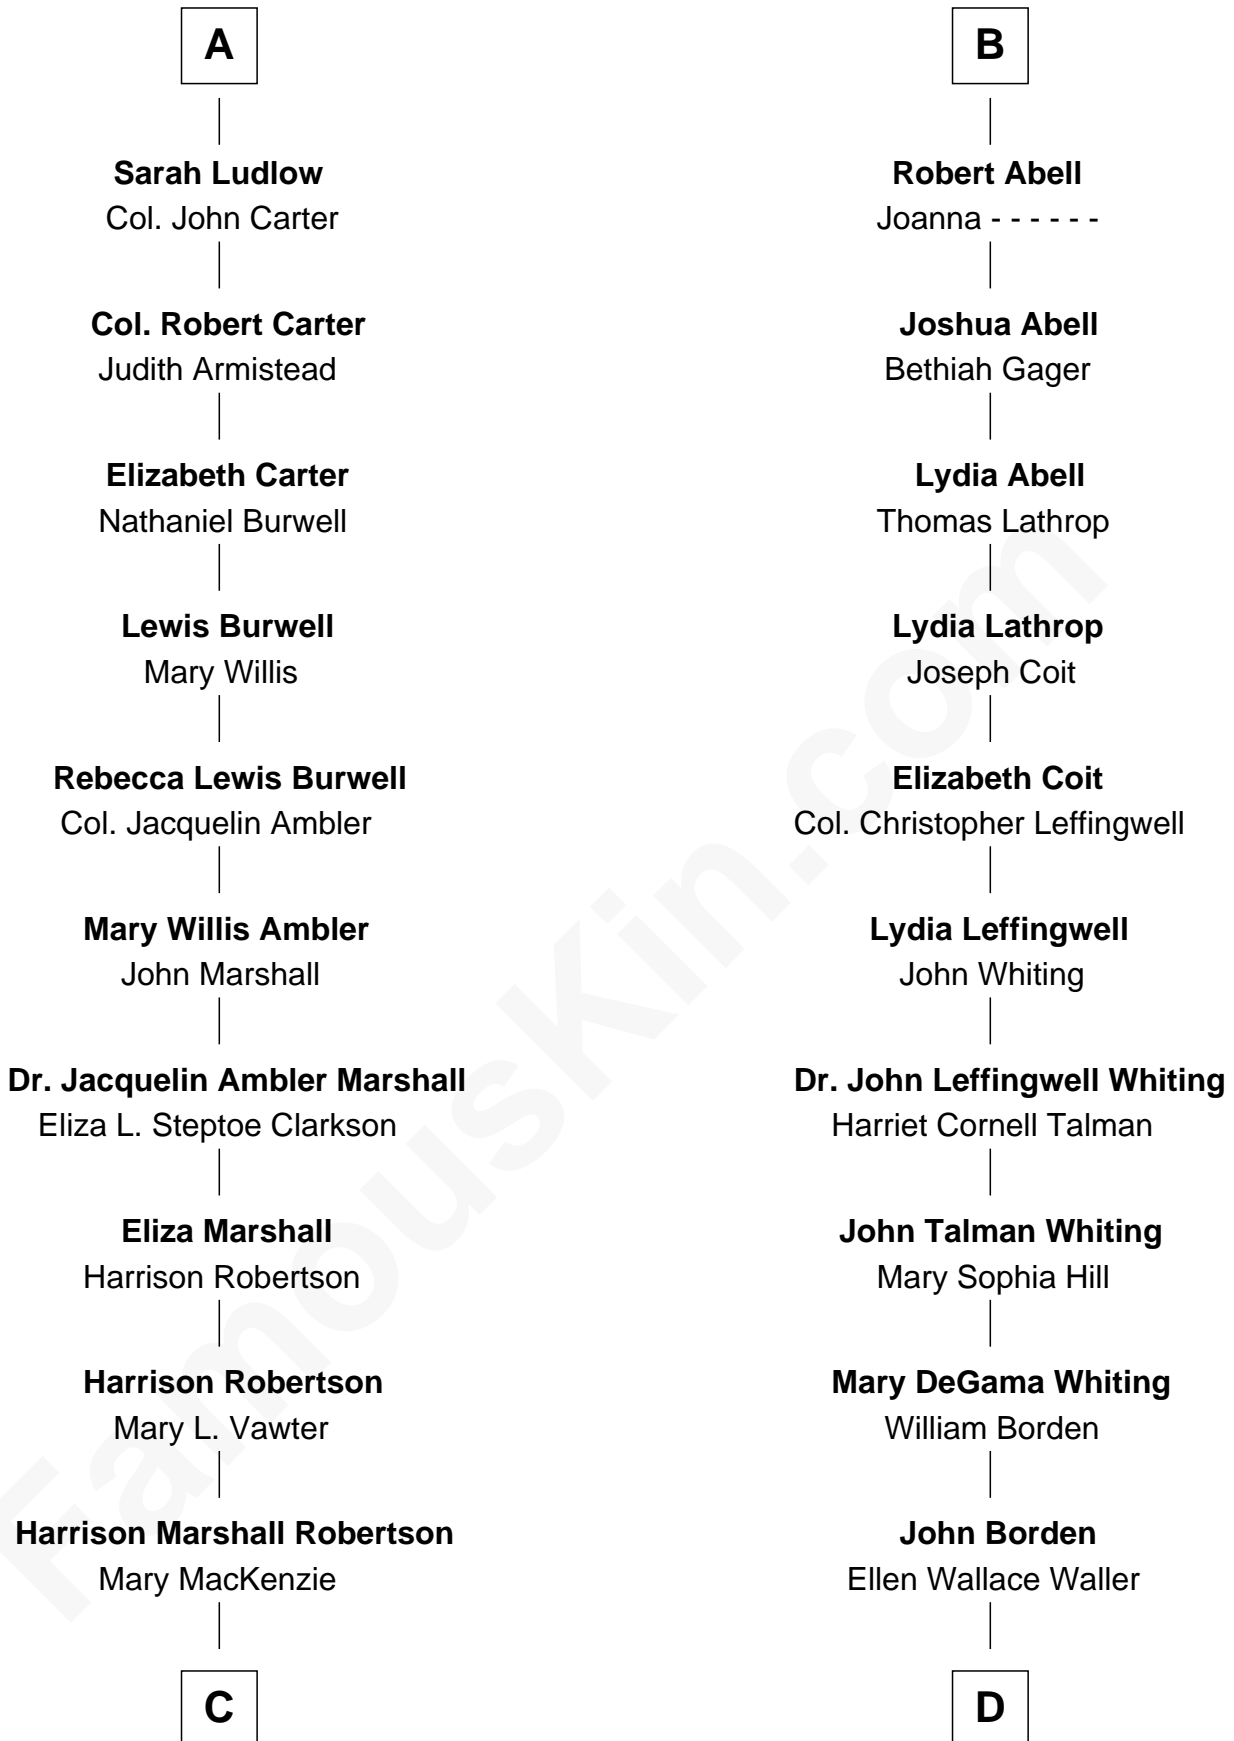 A
Sarah Ludlow
Col. John Carter
Col. Robert Carter
Judith Armistead
Elizabeth Carter
Nathaniel Burwell
Lewis Burwell
Mary Willis
Rebecca Lewis Burwell
Col. Jacquelin Ambler
Mary Willis Ambler
John Marshall
Dr. Jacquelin Ambler Marshall
Eliza L. Steptoe Clarkson
Eliza Marshall
Harrison Robertson
Harrison Robertson
Mary L. Vawter
Harrison Marshall Robertson
Mary MacKenzie
C
B
Robert Abell
Joanna - - - - - -
Joshua Abell
Bethiah Gager
Lydia Abell
Thomas Lathrop
Lydia Lathrop
Joseph Coit
Elizabeth Coit
Col. Christopher Leffingwell
Lydia Leffingwell
John Whiting
Dr. John Leffingwell Whiting
Harriet Cornell Talman
John Talman Whiting
Mary Sophia Hill
Mary DeGama Whiting
William Borden
John Borden
Ellen Wallace Waller
D
FamousKin.com